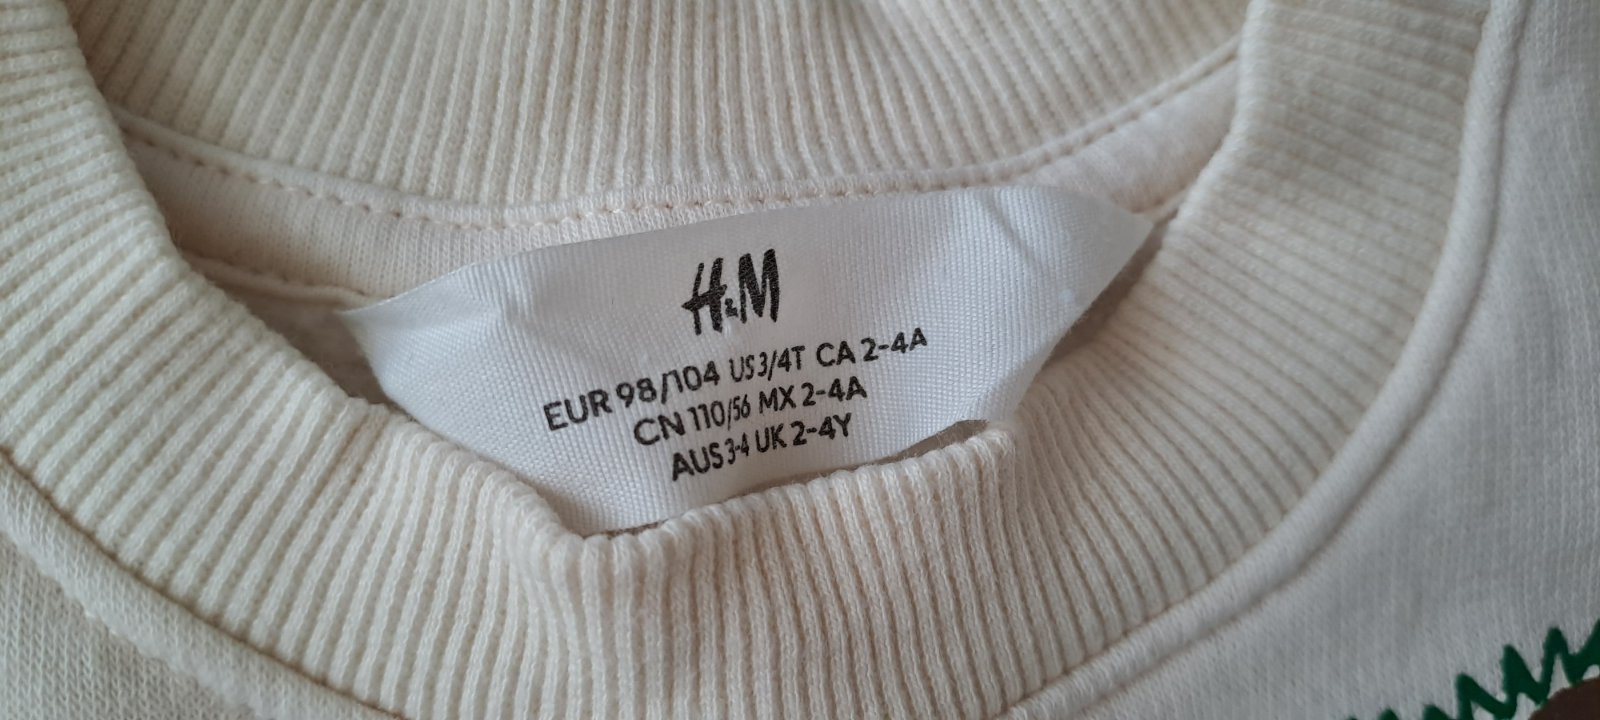 H&M
EUR 98/104 US 3/4T CA 2-4A
CN 110/56 MX 2-4A
AUS 3-4 UK 2-4Y